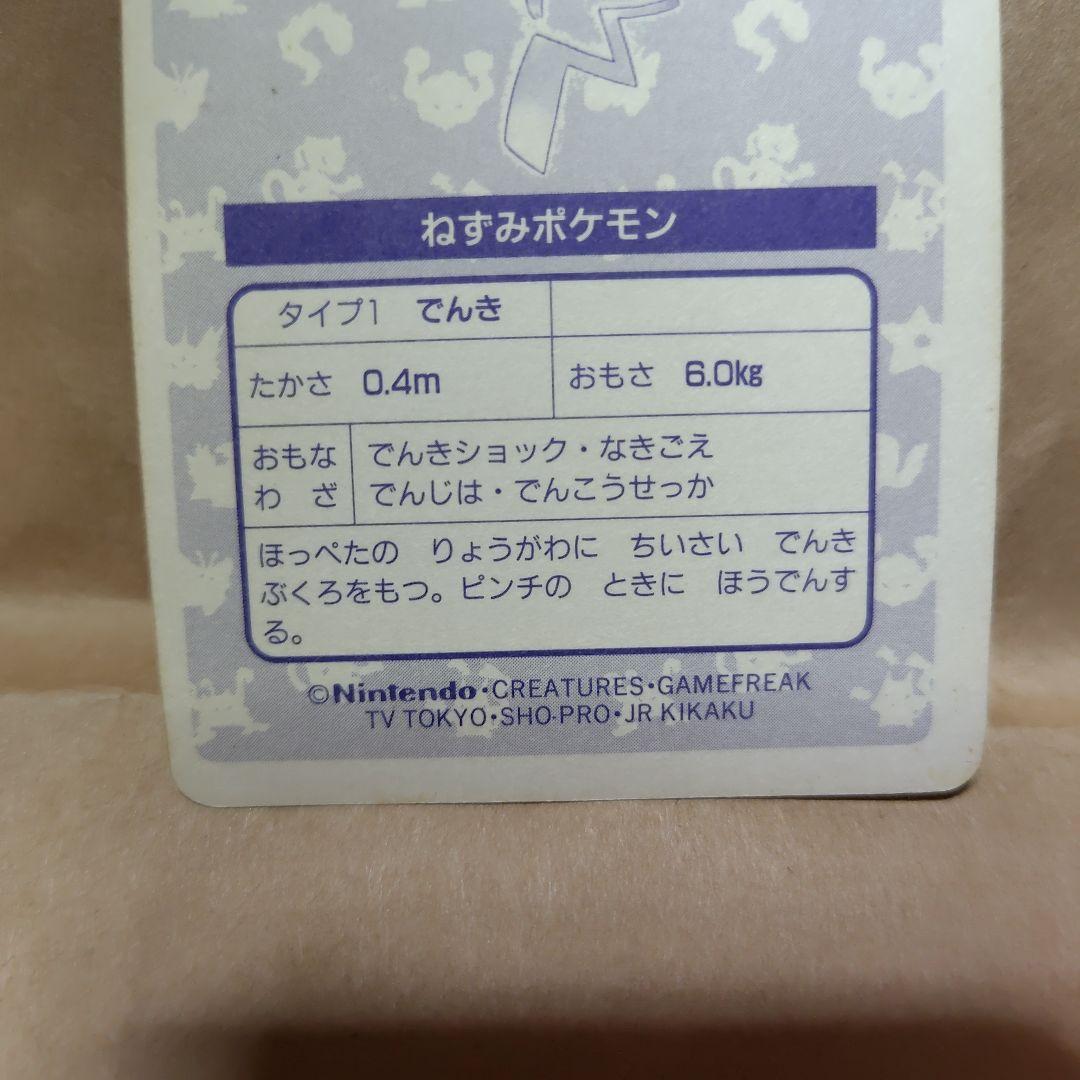 ねずみポケモン
タイプ1　でんき
たかさ　0.4m　おもさ　6.0kg
おもな　でんきショック・なきごえ
わ　ざ　でんじは・でんこうせっか
ほっぺたの　りょうがわに　ちいさい　でんき
ぶくろをもつ。ピンチの　ときに　ほうでんす
る。
©Nintendo・CREATURES・GAMEFREAK
TV TOKYO・SHO-PRO・JR KIKAKU